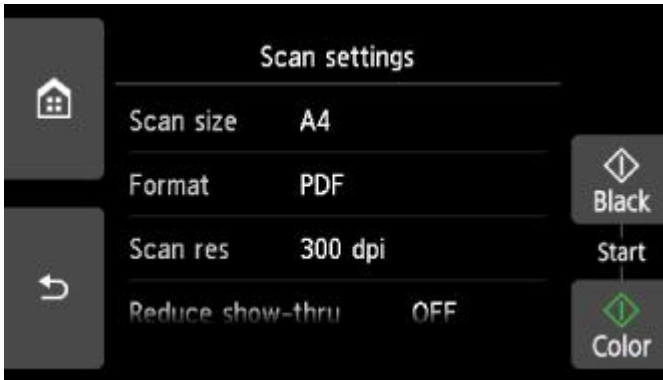 Scan settings
Scan size A4
Format PDF
Scan res 300 dpi
Reduce show-thru OFF
Black
Start
Color